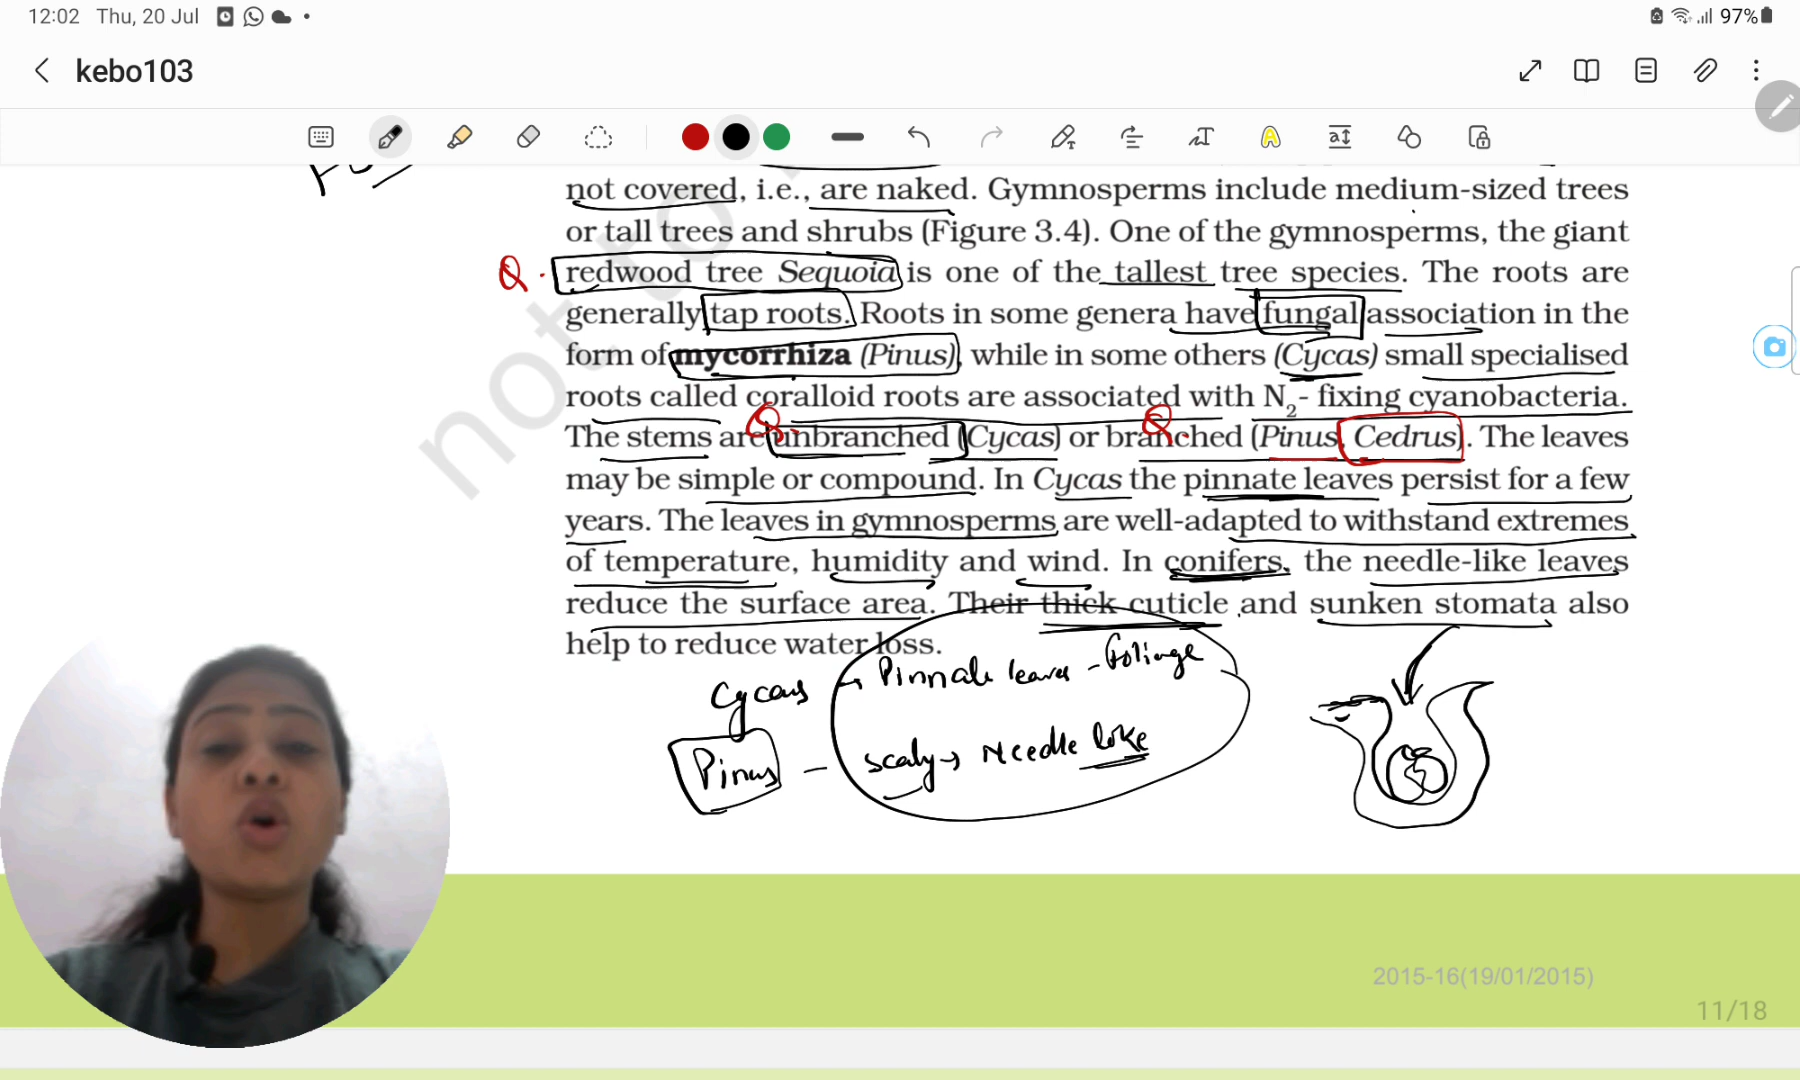 12:02 Thu, 20 Jul 97%
kebo103
not covered, i.e., are naked. Gymnosperms include medium-sized trees
or tall trees and shrubs (Figure 3.4). One of the gymnosperms, the giant
Q. redwood tree Sequoia is one of the tallest tree species. The roots are
generally tap roots. Roots in some genera have fungal association in the
form of mycorrhiza (Pinus), while in some others (Cycas) small specialised
roots called coralloid roots are associated with N2- fixing cyanobacteria.
Q. Q.
The stems are unbranched (Cycas) or branched (Pinus, Cedrus). The leaves
may be simple or compound. In Cycas the pinnate leaves persist for a few
years. The leaves in gymnosperms are well-adapted to withstand extremes
of temperature, humidity and wind. In conifers, the needle-like leaves
reduce the surface area. Their thick cuticle and sunken stomata also
help to reduce water loss.
Cycas → Pinnate leaves - foliage
Pinus - scaly → Needle like
not to
2015-16(19/01/2015)
11/18